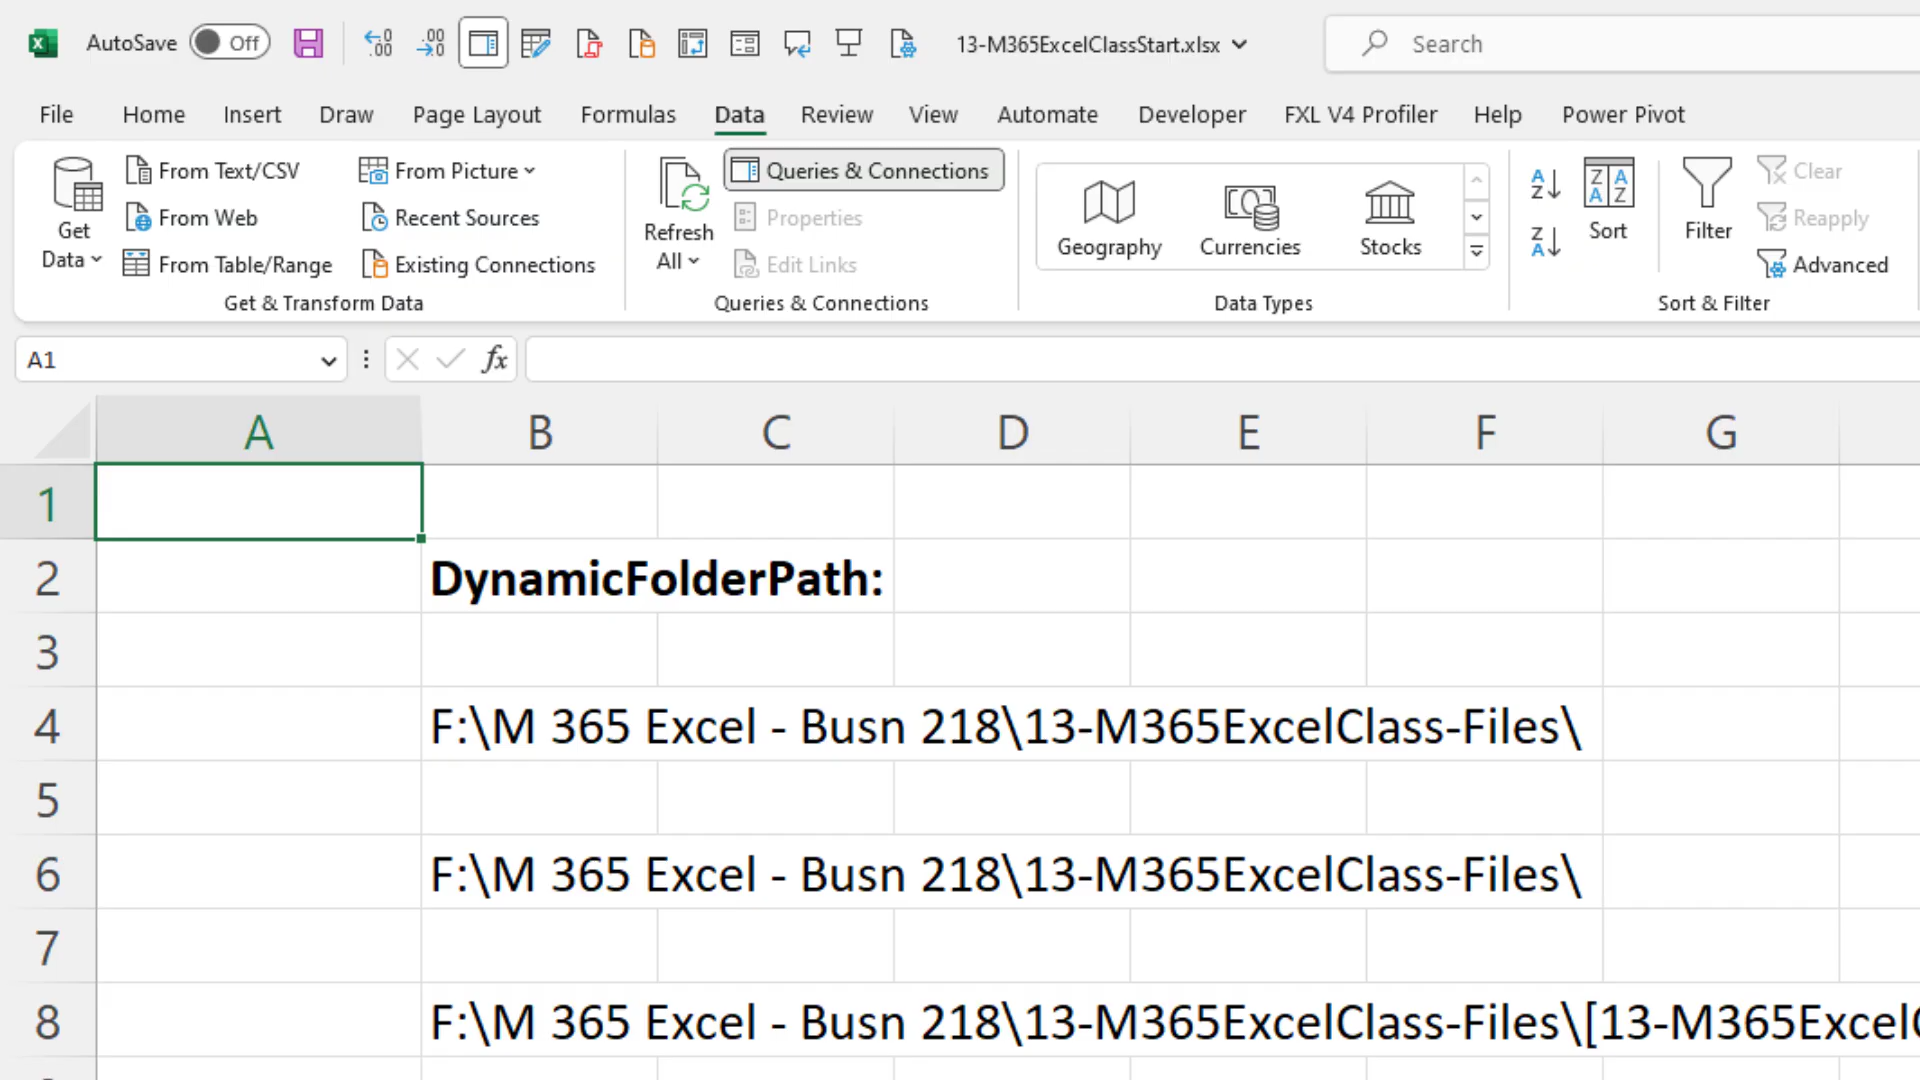 AutoSave Off 13-M365ExcelClassStart.xlsx Search
File Home Insert Draw Page Layout Formulas Data Review View Automate Developer FXL V4 Profiler Help Power Pivot
Get Data
From Text/CSV
From Web
From Table/Range
From Picture
Recent Sources
Existing Connections
Get & Transform Data
Refresh All
Queries & Connections
Properties
Edit Links
Queries & Connections
Geography Currencies Stocks
Data Types
Sort
Filter
Clear
Reapply
Advanced
Sort & Filter
A1 fx
A B C D E F G
1
2 DynamicFolderPath:
3
4 F:\M 365 Excel - Busn 218\13-M365ExcelClass-Files\
5
6 F:\M 365 Excel - Busn 218\13-M365ExcelClass-Files\
7
8 F:\M 365 Excel - Busn 218\13-M365ExcelClass-Files\[13-M365Excel